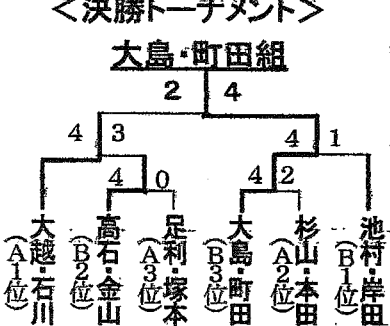 ＜決勝トーナメント＞
大島・町田組
2 4
4 3
4 1
4 0
4 2
大越・石川
(A1位)
高石・金山
(B2位)
足利・塚本
(A3位)
大島・町田
(B3位)
杉山・本田
(A2位)
池村・岸田
(B1位)